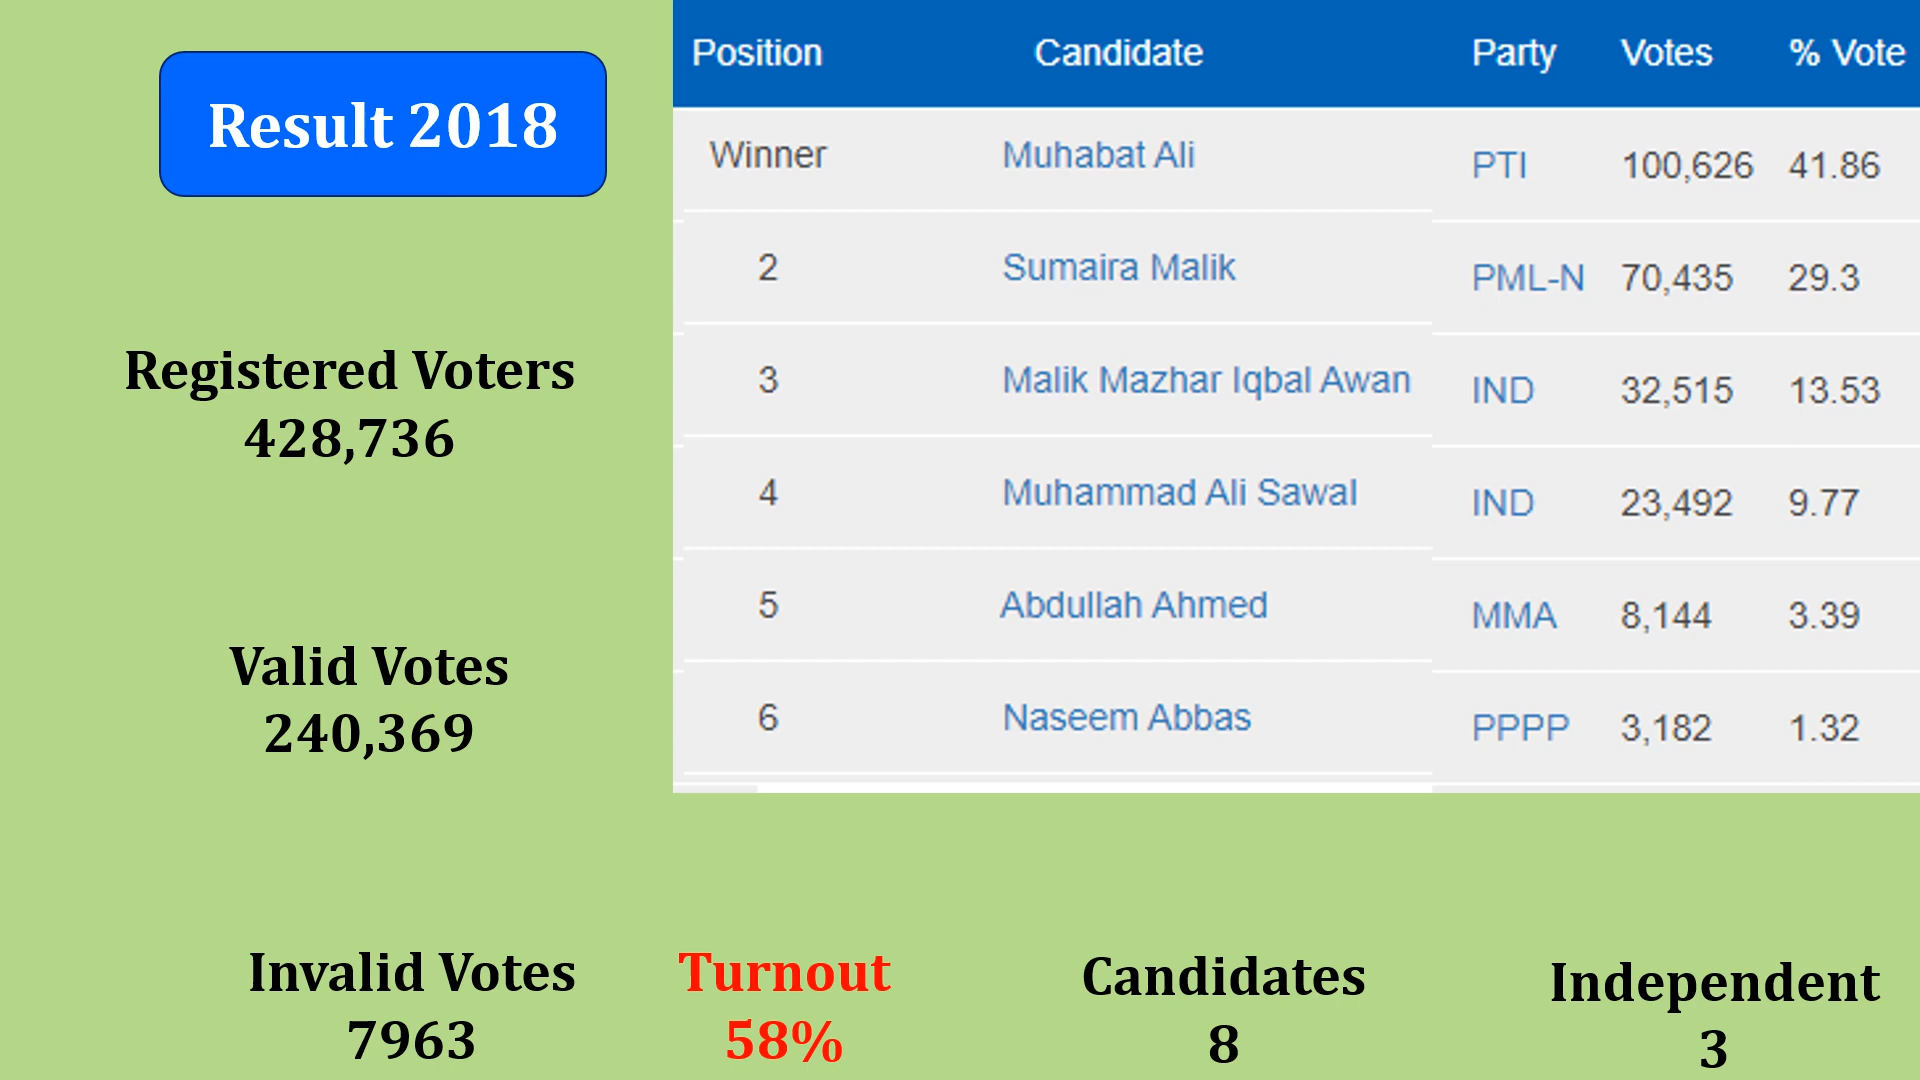 Result 2018
Registered Voters
428,736
Valid Votes
240,369
Position Candidate Party Votes % Vote
Winner Muhabat Ali PTI 100,626 41.86
2 Sumaira Malik PML-N 70,435 29.3
3 Malik Mazhar Iqbal Awan IND 32,515 13.53
4 Muhammad Ali Sawal IND 23,492 9.77
5 Abdullah Ahmed MMA 8,144 3.39
6 Naseem Abbas PPPP 3,182 1.32
Invalid Votes
7963
Turnout
58%
Candidates
8
Independent
3